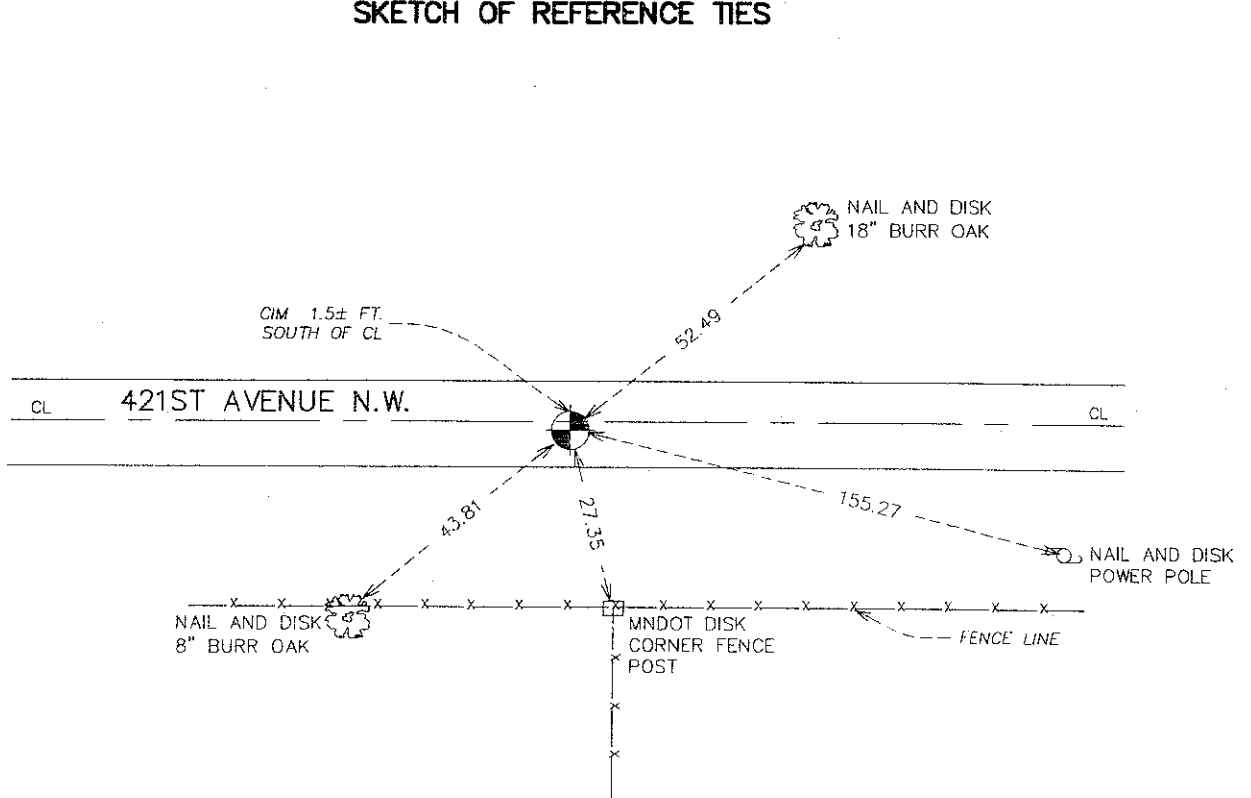 SKETCH OF REFERENCE TIES
NAIL AND DISK
18" BURR OAK
CIM 1.5± FT.
SOUTH OF CL
52.49
CL
421ST AVENUE N.W.
CL
43.81
27.35
155.27
NAIL AND DISK
POWER POLE
NAIL AND DISK
8" BURR OAK
MNDOT DISK
CORNER FENCE
POST
FENCE LINE